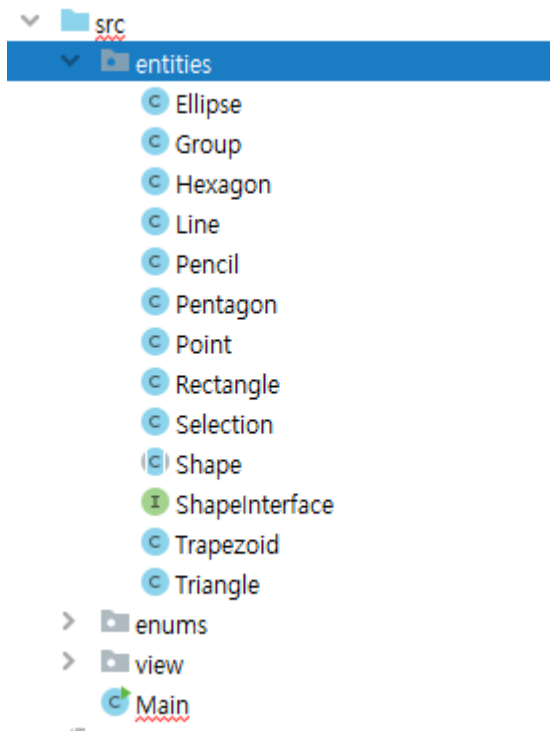 src
entities
C Ellipse
C Group
C Hexagon
C Line
C Pencil
C Pentagon
C Point
C Rectangle
C Selection
C Shape
I ShapeInterface
C Trapezoid
C Triangle
enums
view
C Main